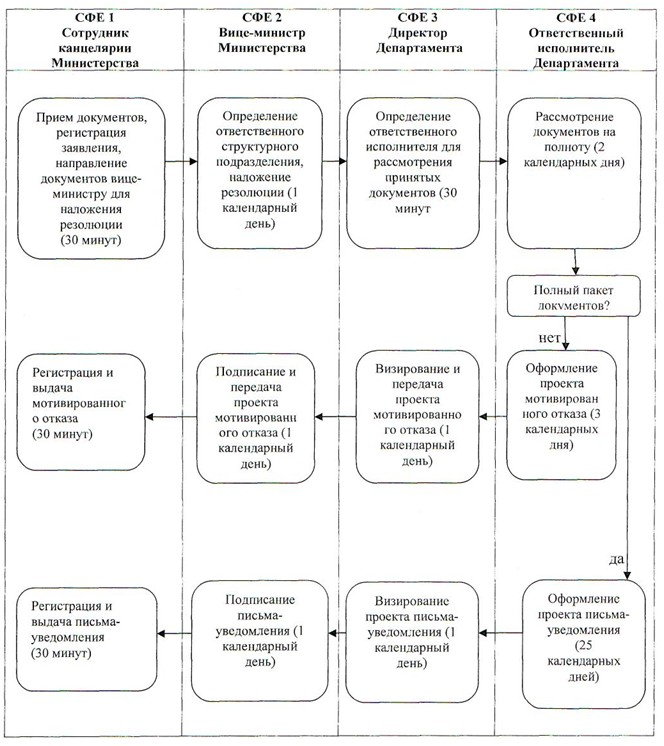 СФЕ 1
Сотрудник
канцелярии
Министерства
СФЕ 2
Вице-министр
Министерства
СФЕ 3
Директор
Департамента
СФЕ 4
Ответственный
исполнитель
Департамента
Прием документов,
регистрация
заявления,
направление
документов вице-
министру для
наложения
резолюции
(30 минут)
Определение
ответственного
структурного
подразделения,
наложение
резолюции (1
календарный
день)
Определение
ответственного
исполнителя для
рассмотрения
принятых
документов (30
минут
Рассмотрение
документов на
полноту (2
календарных дня)
Полный пакет
документов?
нет
Регистрация и
выдача
мотивированног
о отказа
(30 минут)
Подписание и
передача
проекта
мотивированн
ого отказа (1
календарный
день)
Визирование и
передача
проекта
мотивированно
го отказа (1
календарный
день)
Оформление
проекта
мотивирован
ного отказа (3
календарных
дня)
да
Регистрация и
выдача письма-
уведомления
(30 минут)
Подписание
письма-
уведомления (1
календарный
день)
Визирование
проекта письма-
уведомления (1
календарный
день)
Оформление
проекта письма-
уведомления
(25
календарных
дней)